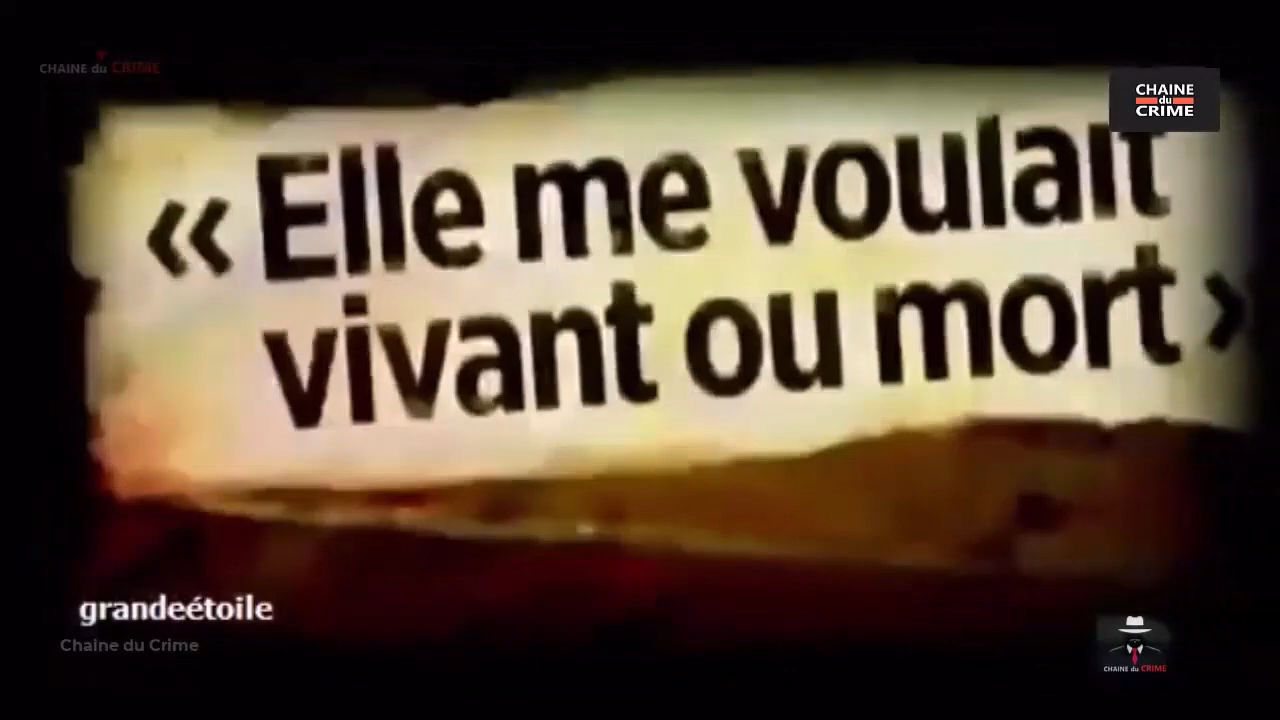 CHAINE du CRIME
CHAINE
du
CRIME
« Elle me voulait
vivant ou mort »
grandeétoile
Chaine du Crime
CHAINE du CRIME